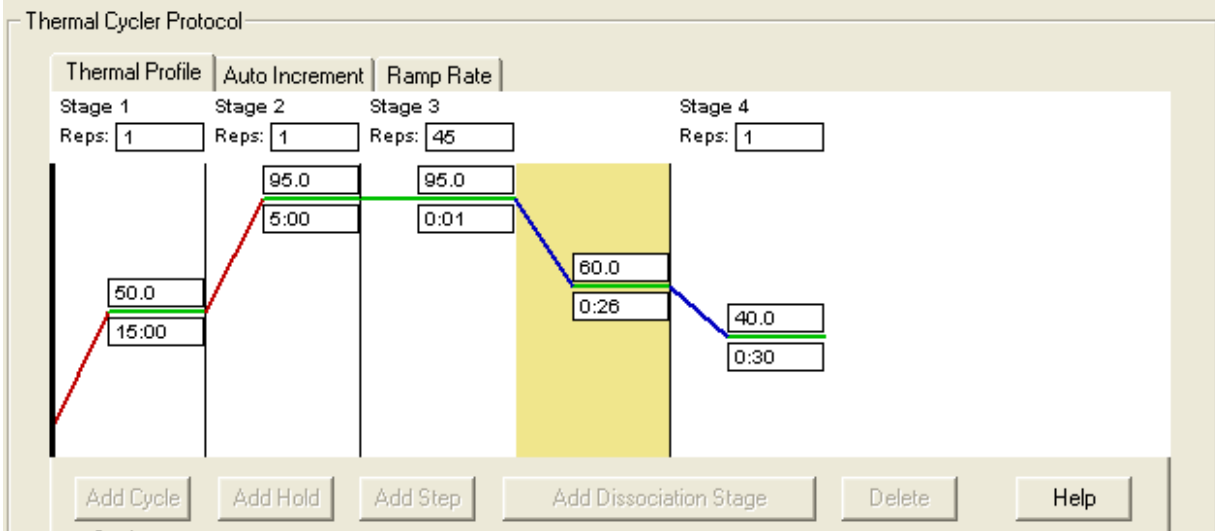 Thermal Cycler Protocol
Thermal Profile Auto Increment Ramp Rate
Stage 1 Stage 2 Stage 3 Stage 4
Reps: 1 Reps: 1 Reps: 45 Reps: 1
95.0 95.0
5:00 0:01
60.0
50.0
0:26
40.0
15:00
0:30
Add Cycle Add Hold Add Step Add Dissociation Stage Delete Help